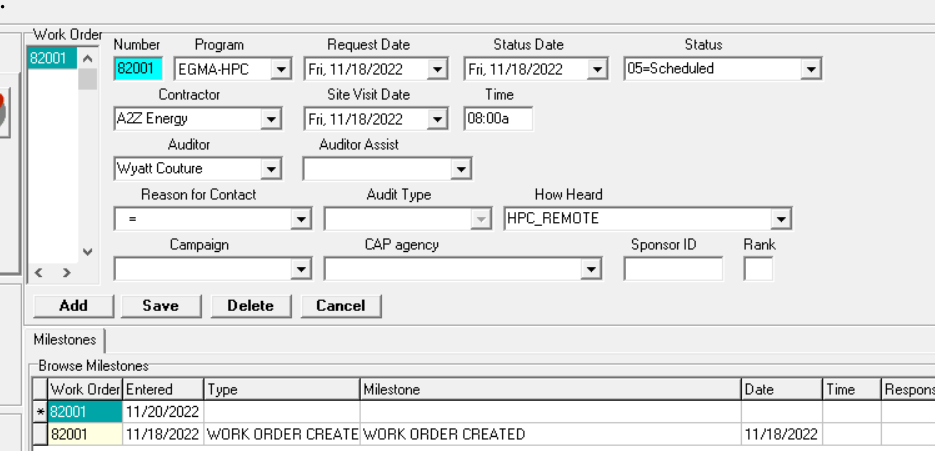 Work Order
82001
Number Program Request Date Status Date Status
82001 EGMA-HPC Fri, 11/18/2022 Fri, 11/18/2022 05=Scheduled
Contractor Site Visit Date Time
A2Z Energy Fri, 11/18/2022 08:00a
Auditor Auditor Assist
Wyatt Couture
Reason for Contact Audit Type How Heard
= HPC_REMOTE
Campaign CAP agency Sponsor ID Rank
Add Save Delete Cancel
Milestones
Browse Milestones
Work Order Entered Type Milestone Date Time Respons
* 82001 11/20/2022
82001 11/18/2022 WORK ORDER CREATE WORK ORDER CREATED 11/18/2022